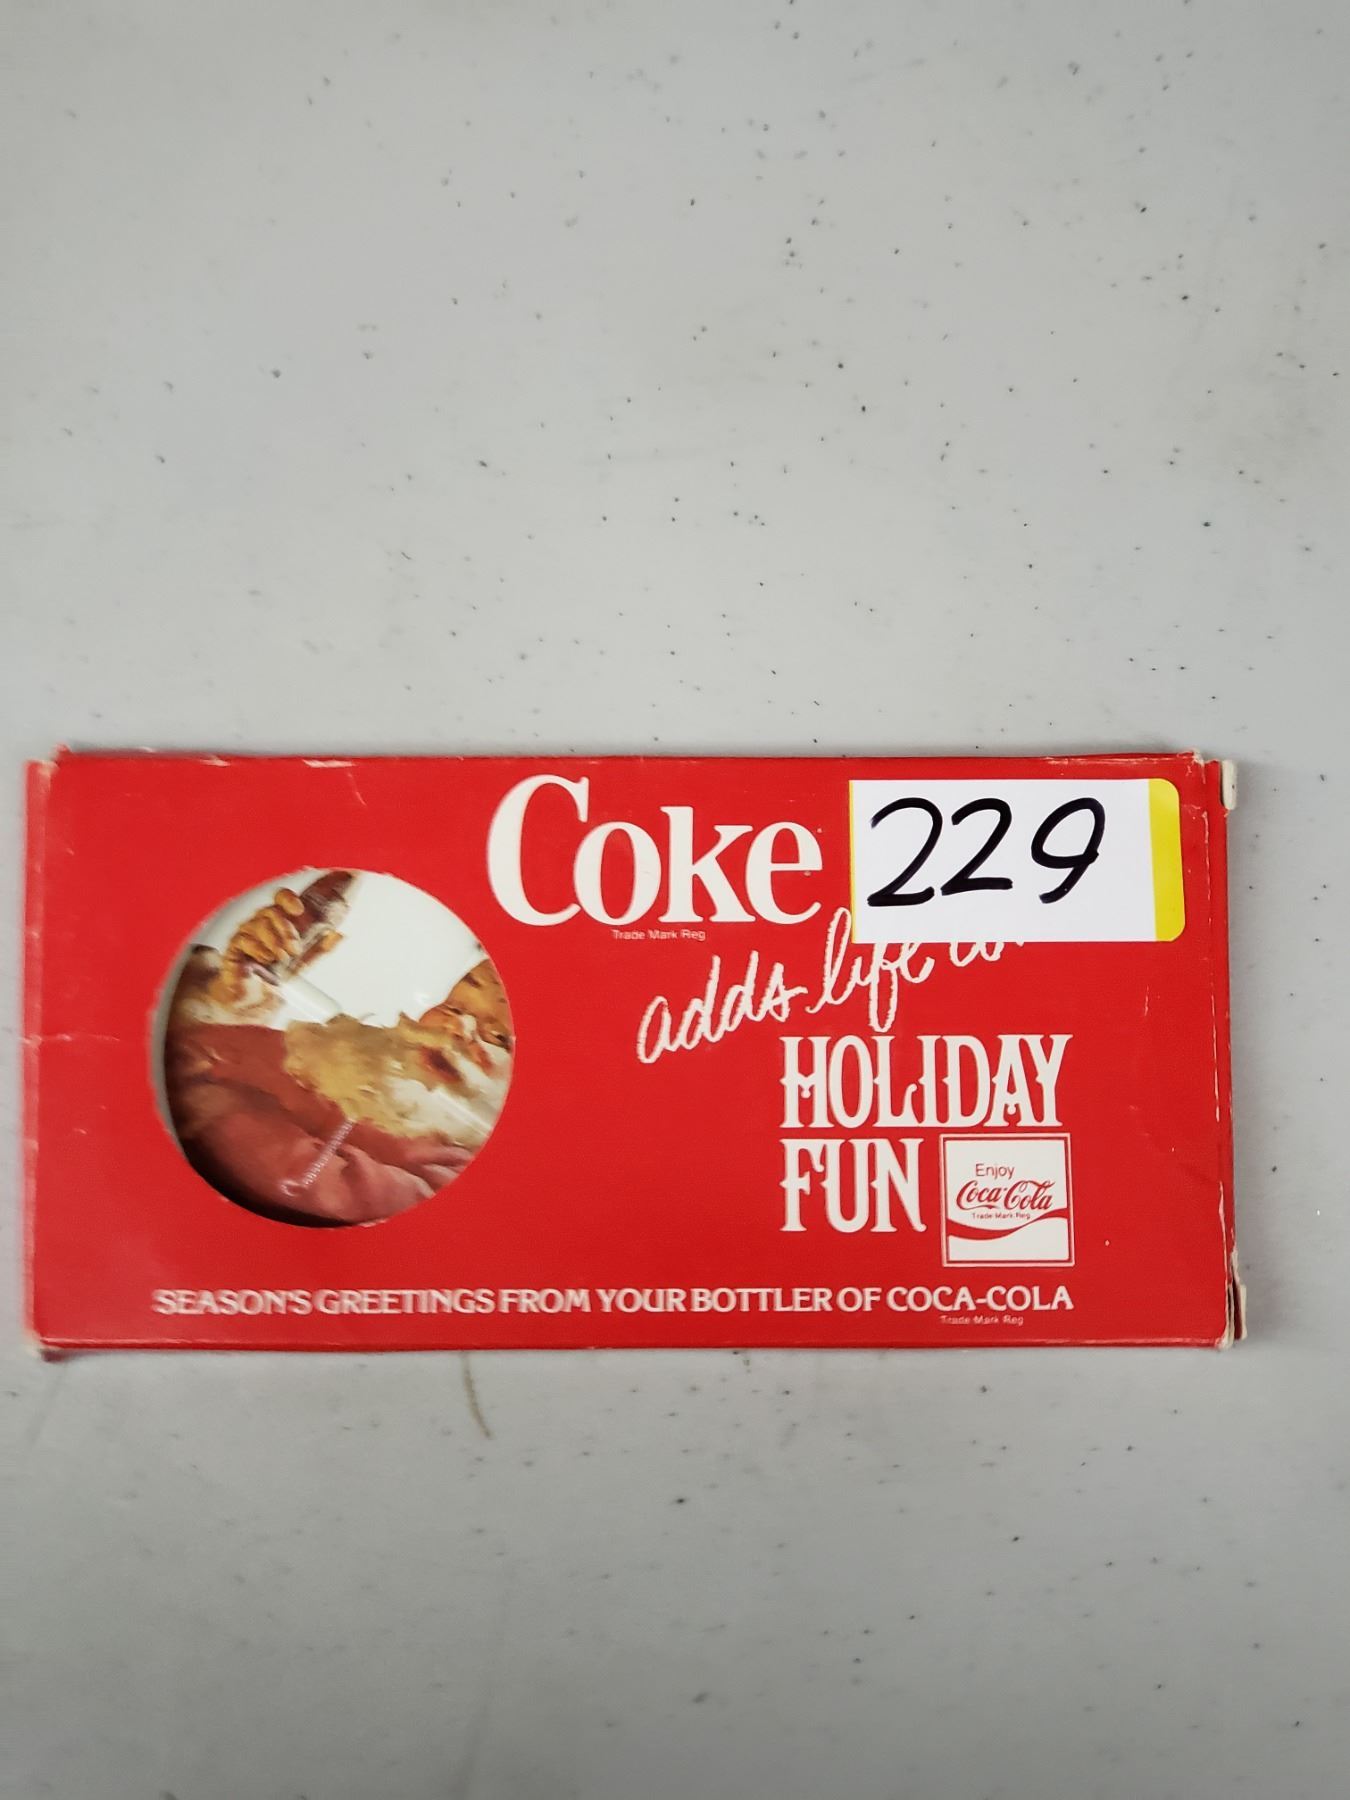 Coke
229
Trade Mark Reg
adds life
HOLIDAY
FUN
Enjoy
Coca-Cola
Trade Mark Reg
SEASON'S GREETINGS FROM YOUR BOTTLER OF COCA-COLA
Trade Mark Reg